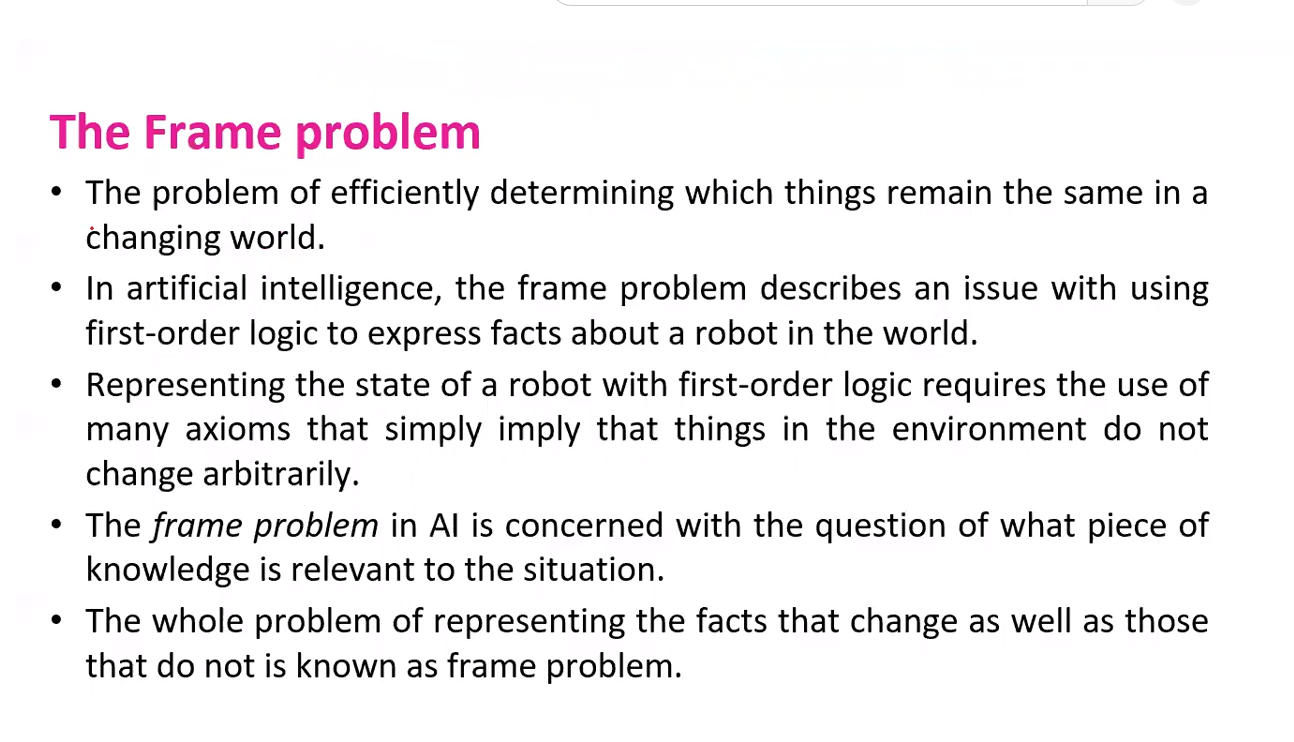 The Frame problem
• The problem of efficiently determining which things remain the same in a
changing world.
• In artificial intelligence, the frame problem describes an issue with using
first-order logic to express facts about a robot in the world.
• Representing the state of a robot with first-order logic requires the use of
many axioms that simply imply that things in the environment do not
change arbitrarily.
• The frame problem in AI is concerned with the question of what piece of
knowledge is relevant to the situation.
• The whole problem of representing the facts that change as well as those
that do not is known as frame problem.